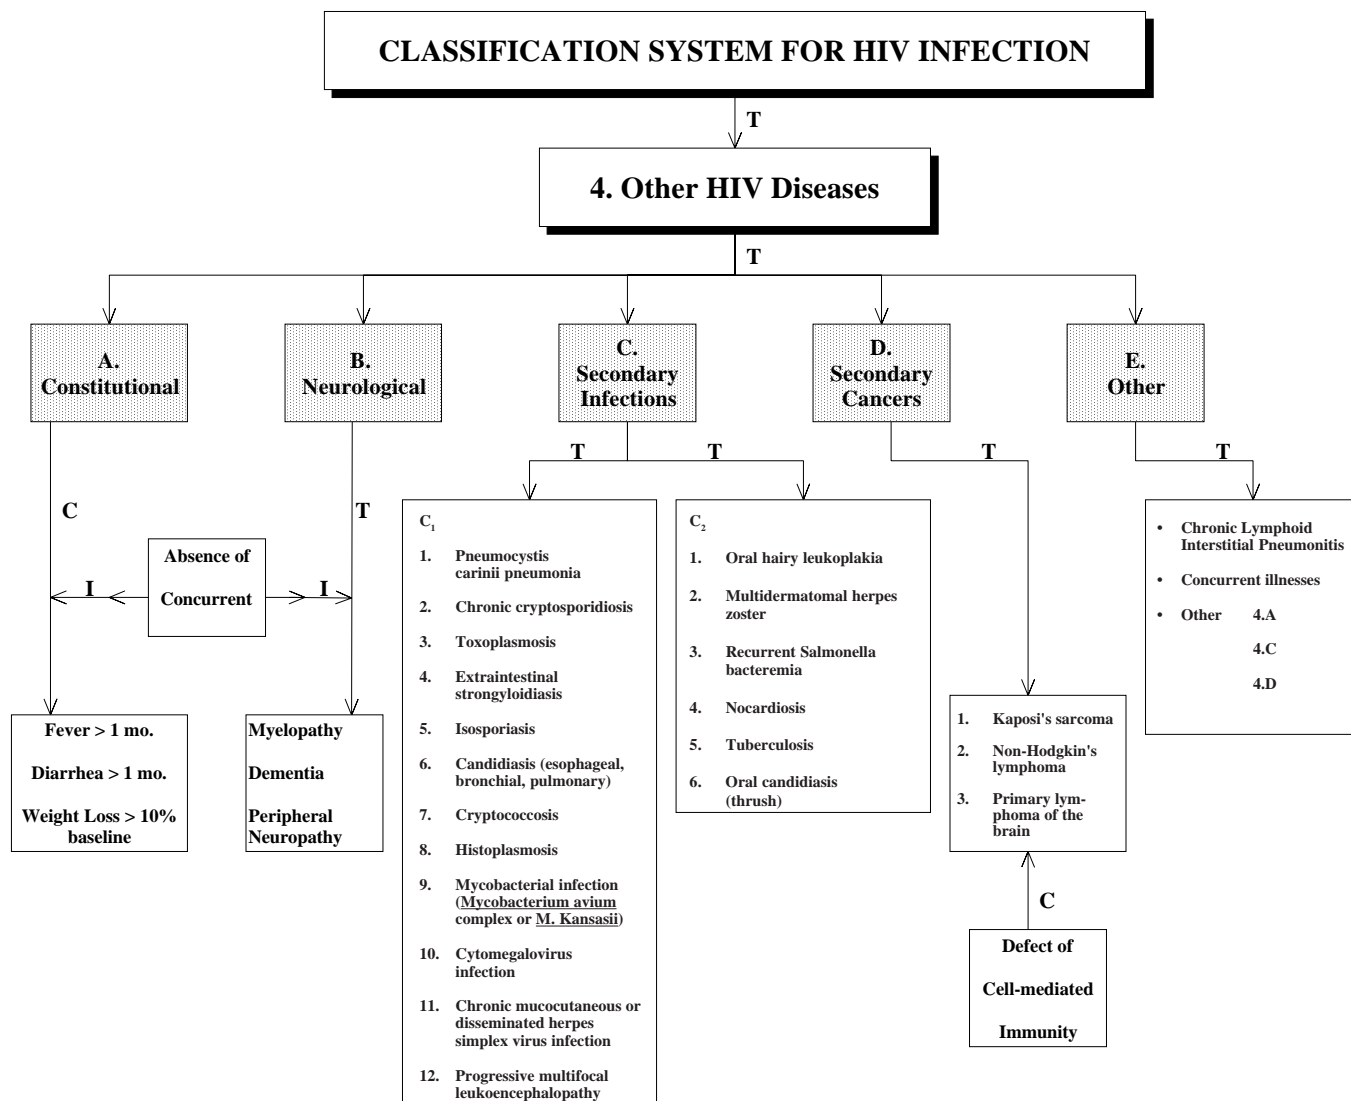 CLASSIFICATION SYSTEM FOR HIV INFECTION
T
4. Other HIV Diseases
T
A.
Constitutional
B.
Neurological
C.
Secondary
Infections
D.
Secondary
Cancers
E.
Other
T
T
T
T
C
T
Absence of
Concurrent
I
I
Fever > 1 mo.
Diarrhea > 1 mo.
Weight Loss > 10%
baseline
Myelopathy
Dementia
Peripheral
Neuropathy
C1
1. Pneumocystis
carinii pneumonia
2. Chronic cryptosporidiosis
3. Toxoplasmosis
4. Extraintestinal
strongyloidiasis
5. Isosporiasis
6. Candidiasis (esophageal,
bronchial, pulmonary)
7. Cryptococcosis
8. Histoplasmosis
9. Mycobacterial infection
(Mycobacterium avium
complex or M. Kansasii)
10. Cytomegalovirus
infection
11. Chronic mucocutaneous or
disseminated herpes
simplex virus infection
12. Progressive multifocal
leukoencephalopathy
C2
1. Oral hairy leukoplakia
2. Multidermatomal herpes
zoster
3. Recurrent Salmonella
bacteremia
4. Nocardiosis
5. Tuberculosis
6. Oral candidiasis
(thrush)
1. Kaposi's sarcoma
2. Non-Hodgkin's
lymphoma
3. Primary lym-
phoma of the
brain
C
Defect of
Cell-mediated
Immunity
• Chronic Lymphoid
Interstitial Pneumonitis
• Concurrent illnesses
• Other 4.A
4.C
4.D